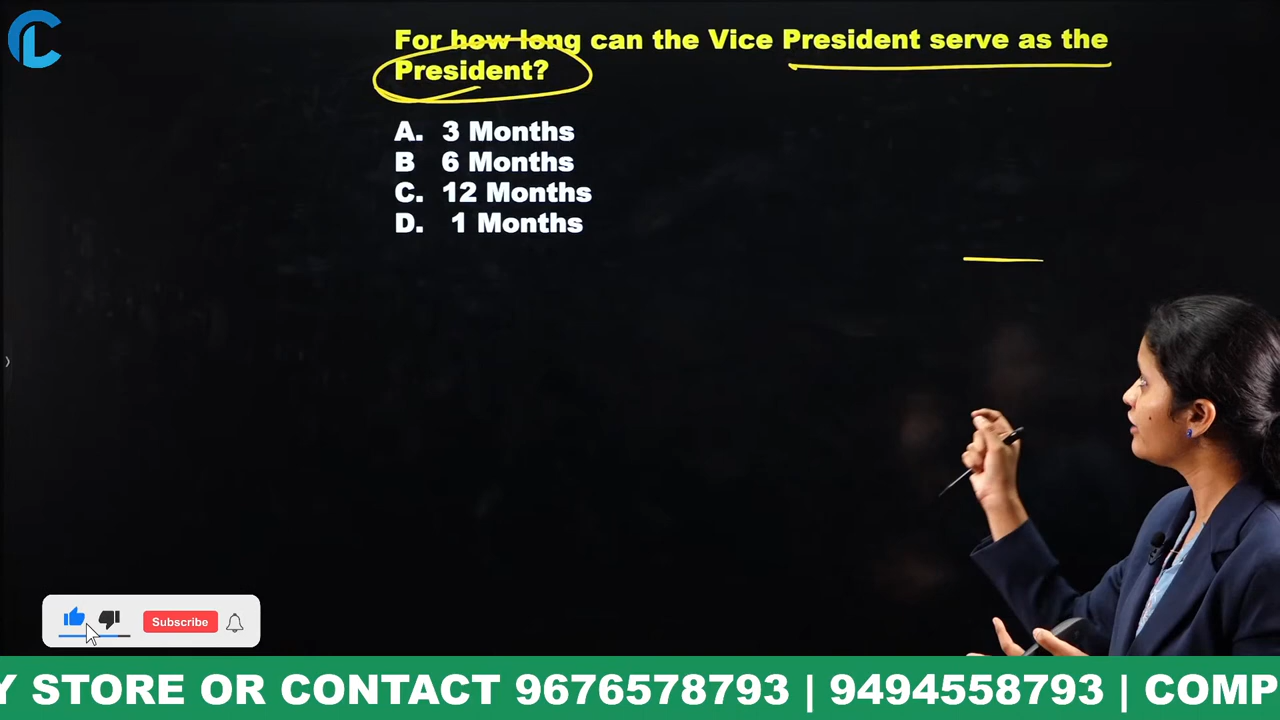 CL
For how long can the Vice President serve as the
President?
A. 3 Months
B 6 Months
C. 12 Months
D. 1 Months
Subscribe
Y STORE OR CONTACT 9676578793 | 9494558793 | COMP